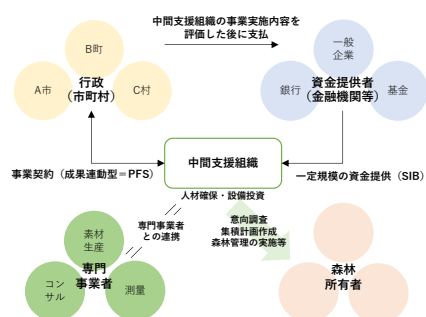 中間支援組織の事業実施内容を
評価した後に支払
B町
A市
C村
行政
（市町村）
一般
企業
銀行
基金
資金提供者
（金融機関等）
中間支援組織
事業契約（成果連動型＝PFS）
一定規模の資金提供（SIB）
人材確保・設備投資
専門事業者
との連携
意向調査
集積計画作成
森林管理の実施等
素材
生産
専門
事業者
コン
サル
測量
森林
所有者